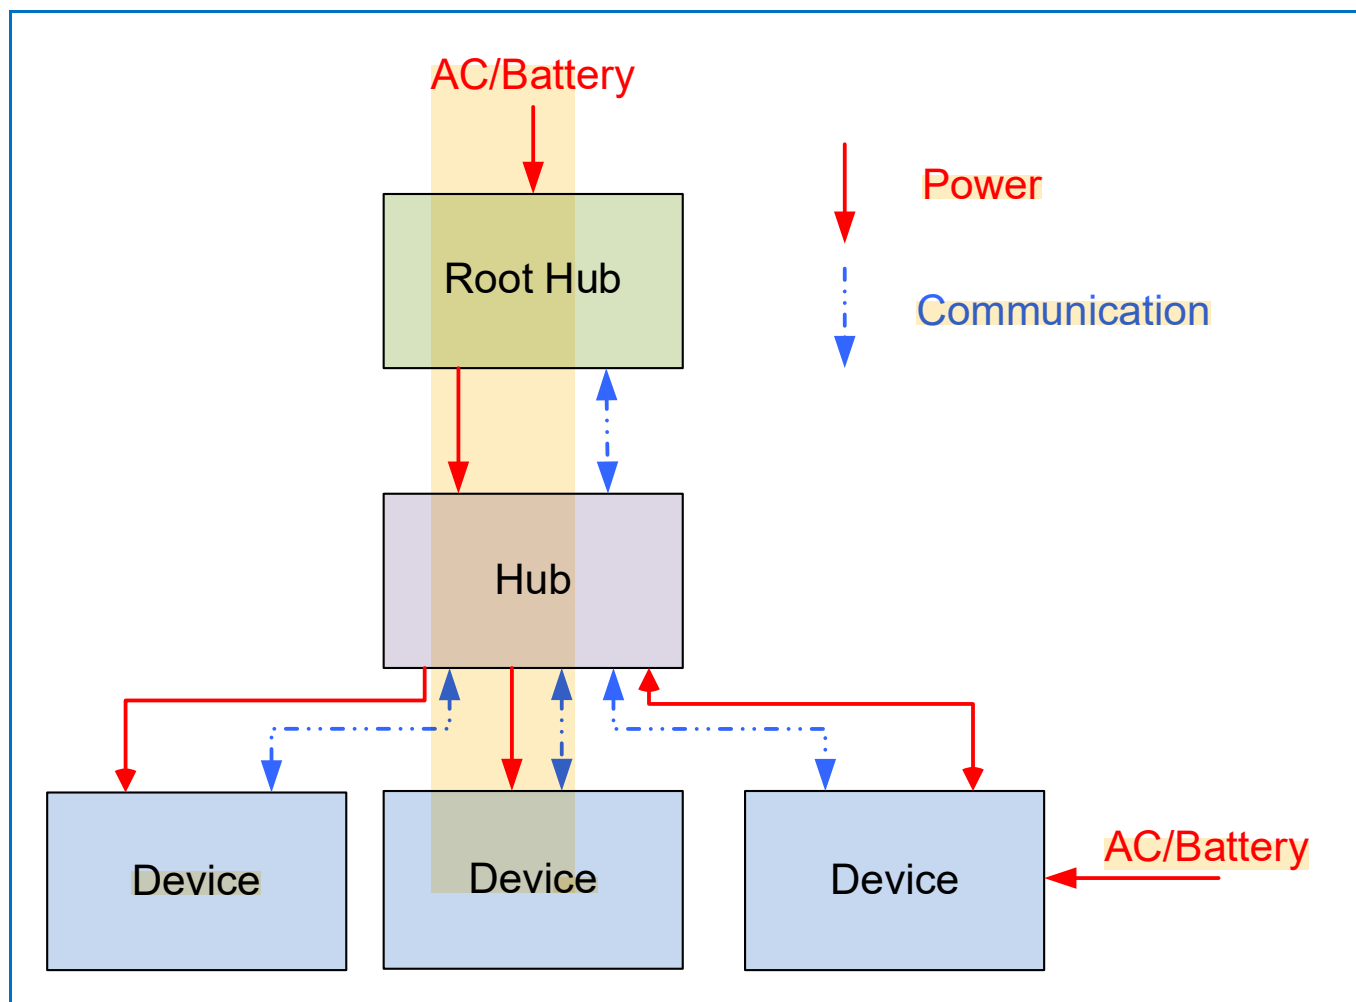 AC/Battery
Power
Root Hub
Communication
Hub
AC/Battery
Device
Device
Device